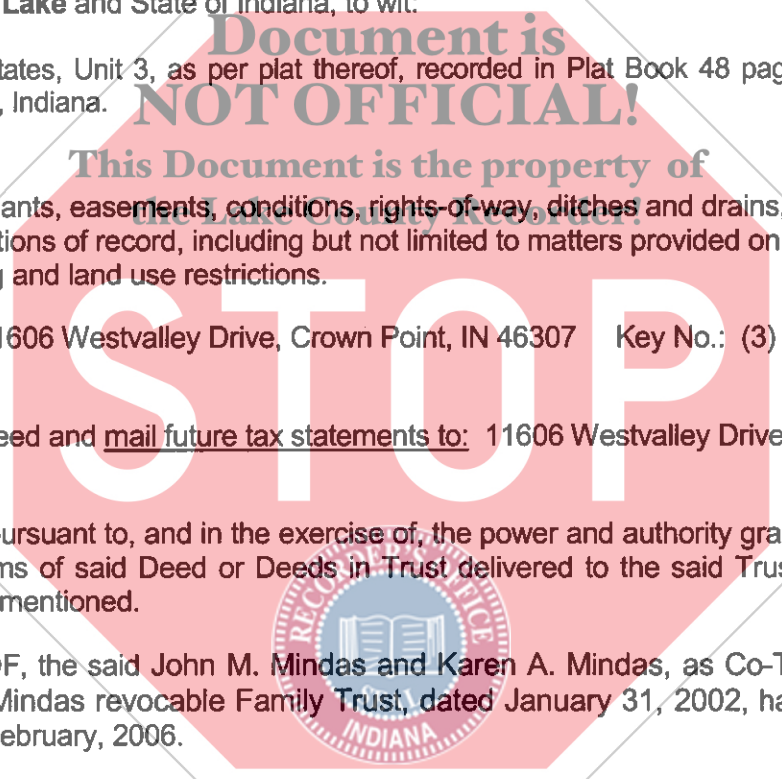 Lake and State of Indiana, to wit:
Document is
tates, Unit 3, as per plat thereof, recorded in Plat Book 48 pag
, Indiana.
NOT OFFICIAL!
This Document is the property of
ants, easements, conditions, rights-of-way, ditches and drains,
the Lake County Recorder!
tions of record, including but not limited to matters provided on
and land use restrictions.
STOP
1606 Westvalley Drive, Crown Point, IN 46307 Key No.: (3)
eed and mail future tax statements to: 11606 Westvalley Drive
ursuant to, and in the exercise of, the power and authority gra
ms of said Deed or Deeds in Trust delivered to the said Trus
mentioned.
RECORDER'S OFFICE
SEAL
INDIANA
OF, the said John M. Mindas and Karen A. Mindas, as Co-T
Mindas revocable Family Trust, dated January 31, 2002, ha
ebruary, 2006.